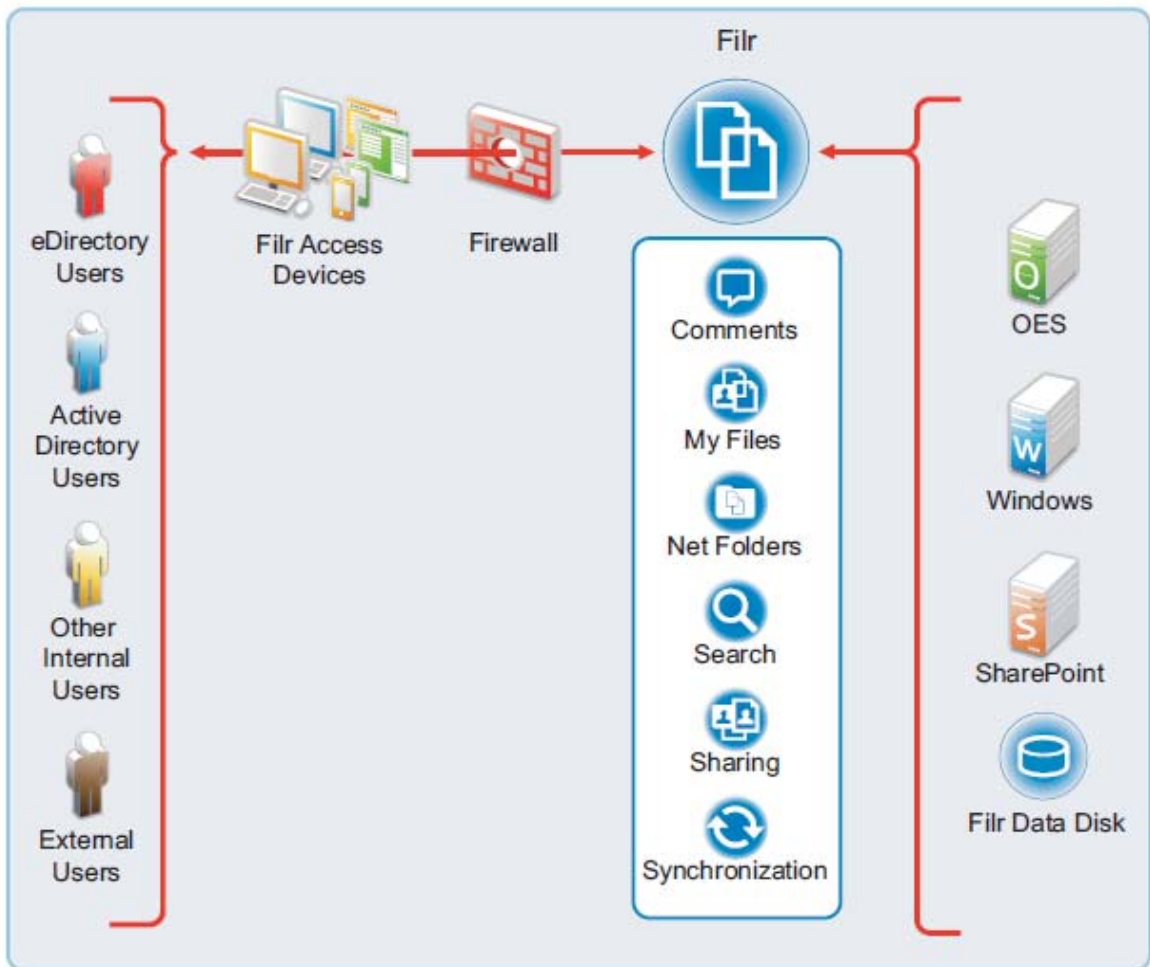 Filr
eDirectory
Users
Active
Directory
Users
Other
Internal
Users
External
Users
Filr Access
Devices
Firewall
Comments
My Files
Net Folders
Search
Sharing
Synchronization
O
OES
W
Windows
S
SharePoint
Filr Data Disk